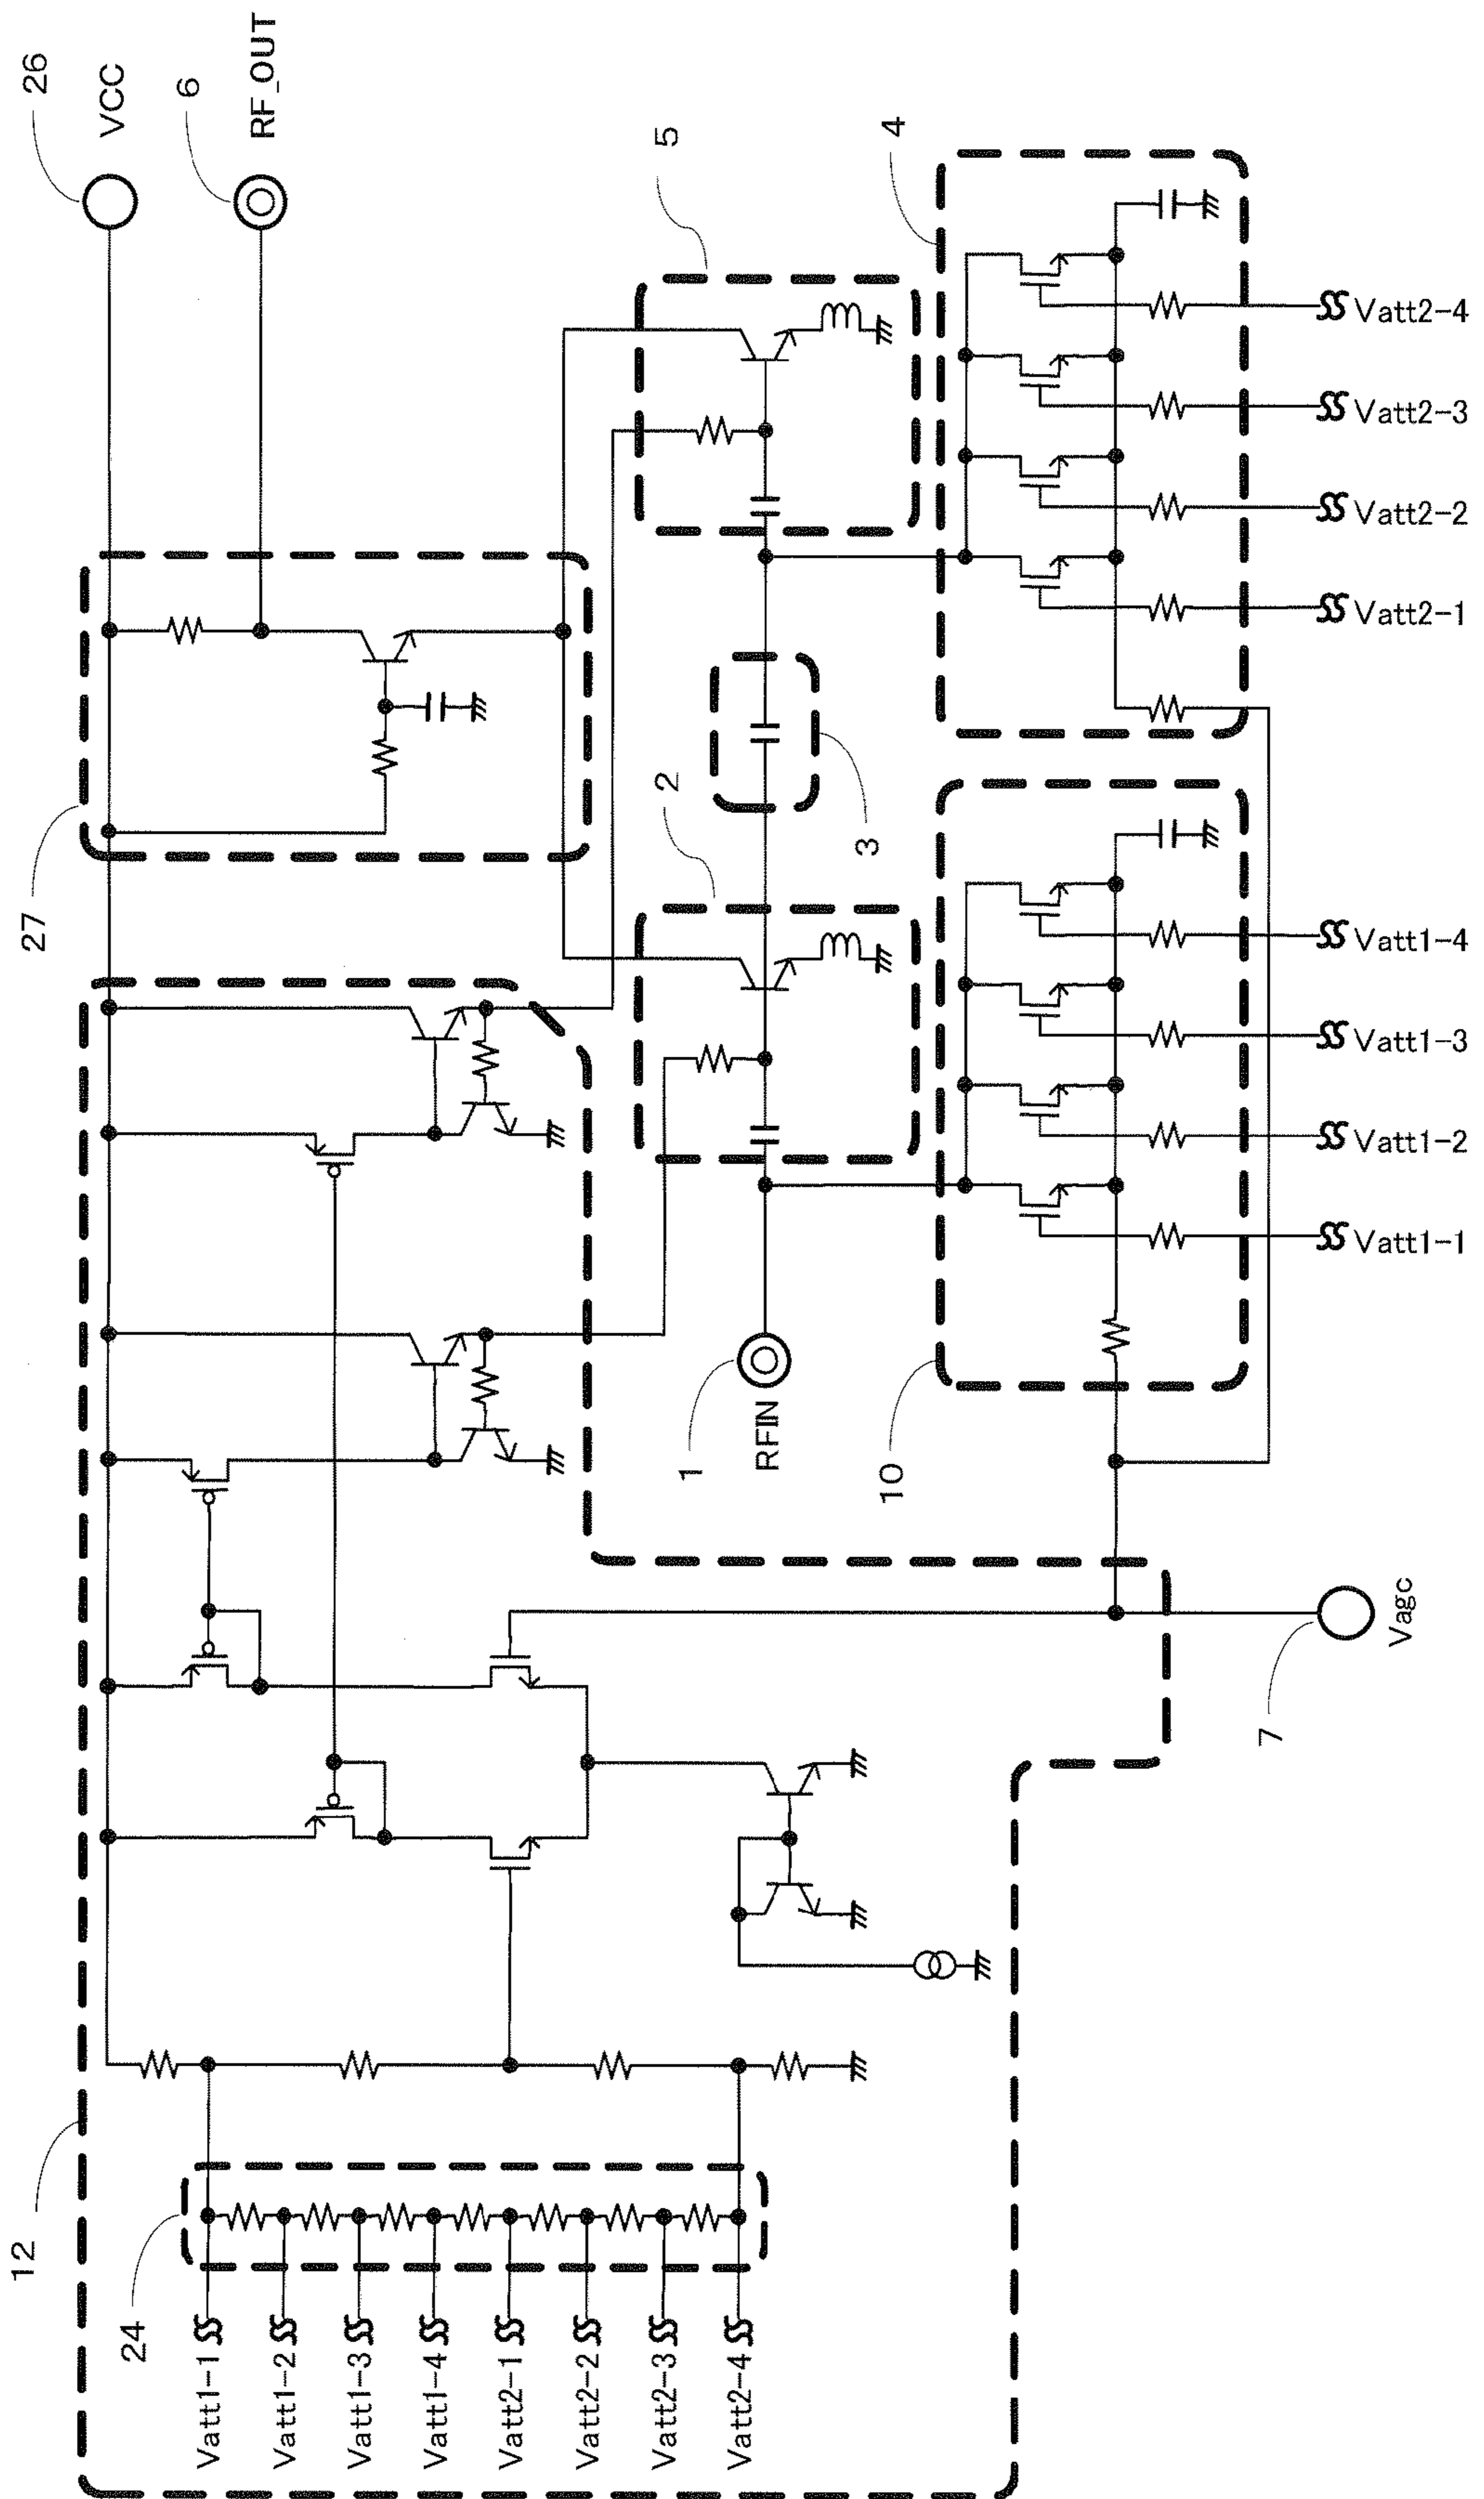 26
VCC
6
RF_OUT
5
4
27
2
3
Vatt2-4
Vatt2-3
Vatt2-2
Vatt2-1
Vatt1-4
Vatt1-3
Vatt1-2
Vatt1-1
1
RFIN
10
7
Vagc
12
24
Vatt1-1
Vatt1-2
Vatt1-3
Vatt1-4
Vatt2-1
Vatt2-2
Vatt2-3
Vatt2-4